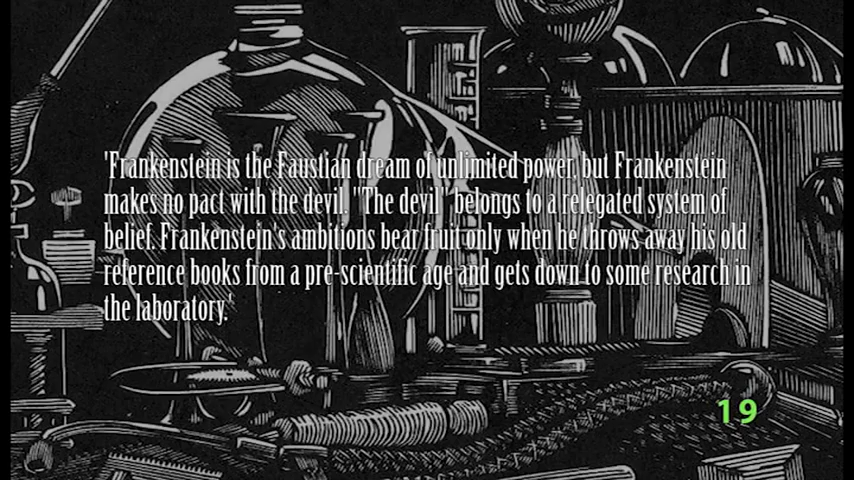 'Frankenstein is the Faustian dream of unlimited power, but Frankenstein
makes no pact with the devil. "The devil" belongs to a relegated system of
belief. Frankenstein's ambitions bear fruit only when he throws away his old
reference books from a pre-scientific age and gets down to some research in
the laboratory.'
19